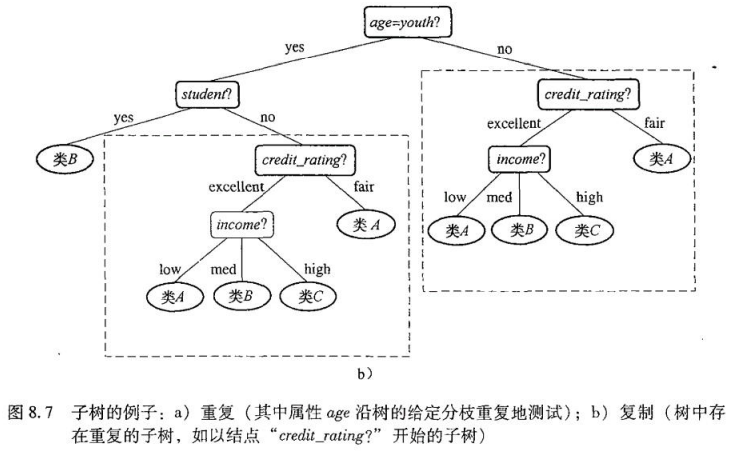 age=youth?
yes
no
student?
credit_rating?
yes
no
excellent
fair
类B
credit_rating?
income?
类A
excellent
fair
low
med
high
income?
类A
类A
类B
类C
low
med
high
类A
类B
类C
b）
图 8.7 子树的例子：a）重复（其中属性 age 沿树的给定分枝重复地测试）；b）复制（树中存
在重复的子树，如以结点“credit_rating?”开始的子树）